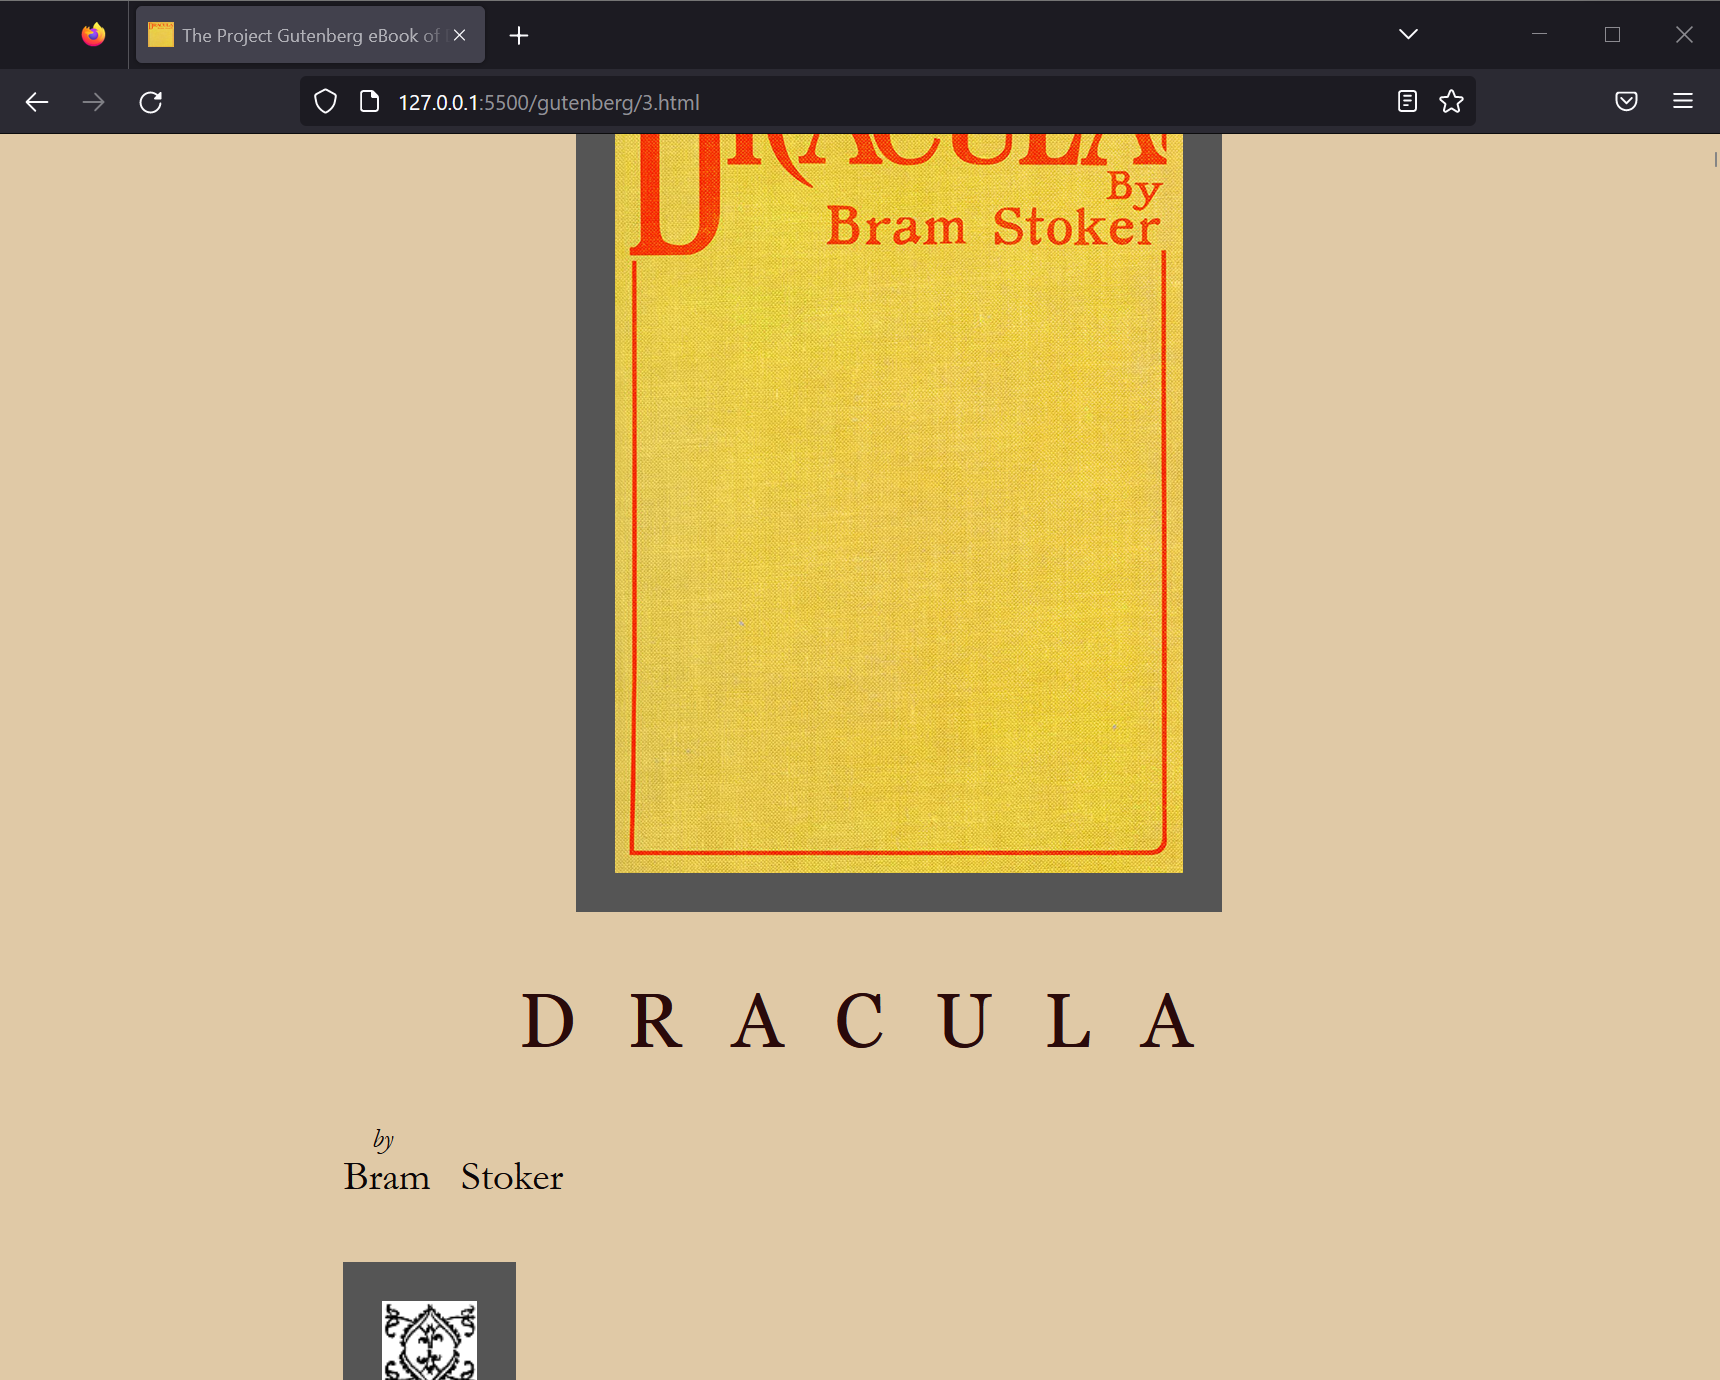 The Project Gutenberg eBook of
127.0.0.1:5500/gutenberg/3.html
DRACULA
By
Bram Stoker
D R A C U L A
by
Bram Stoker